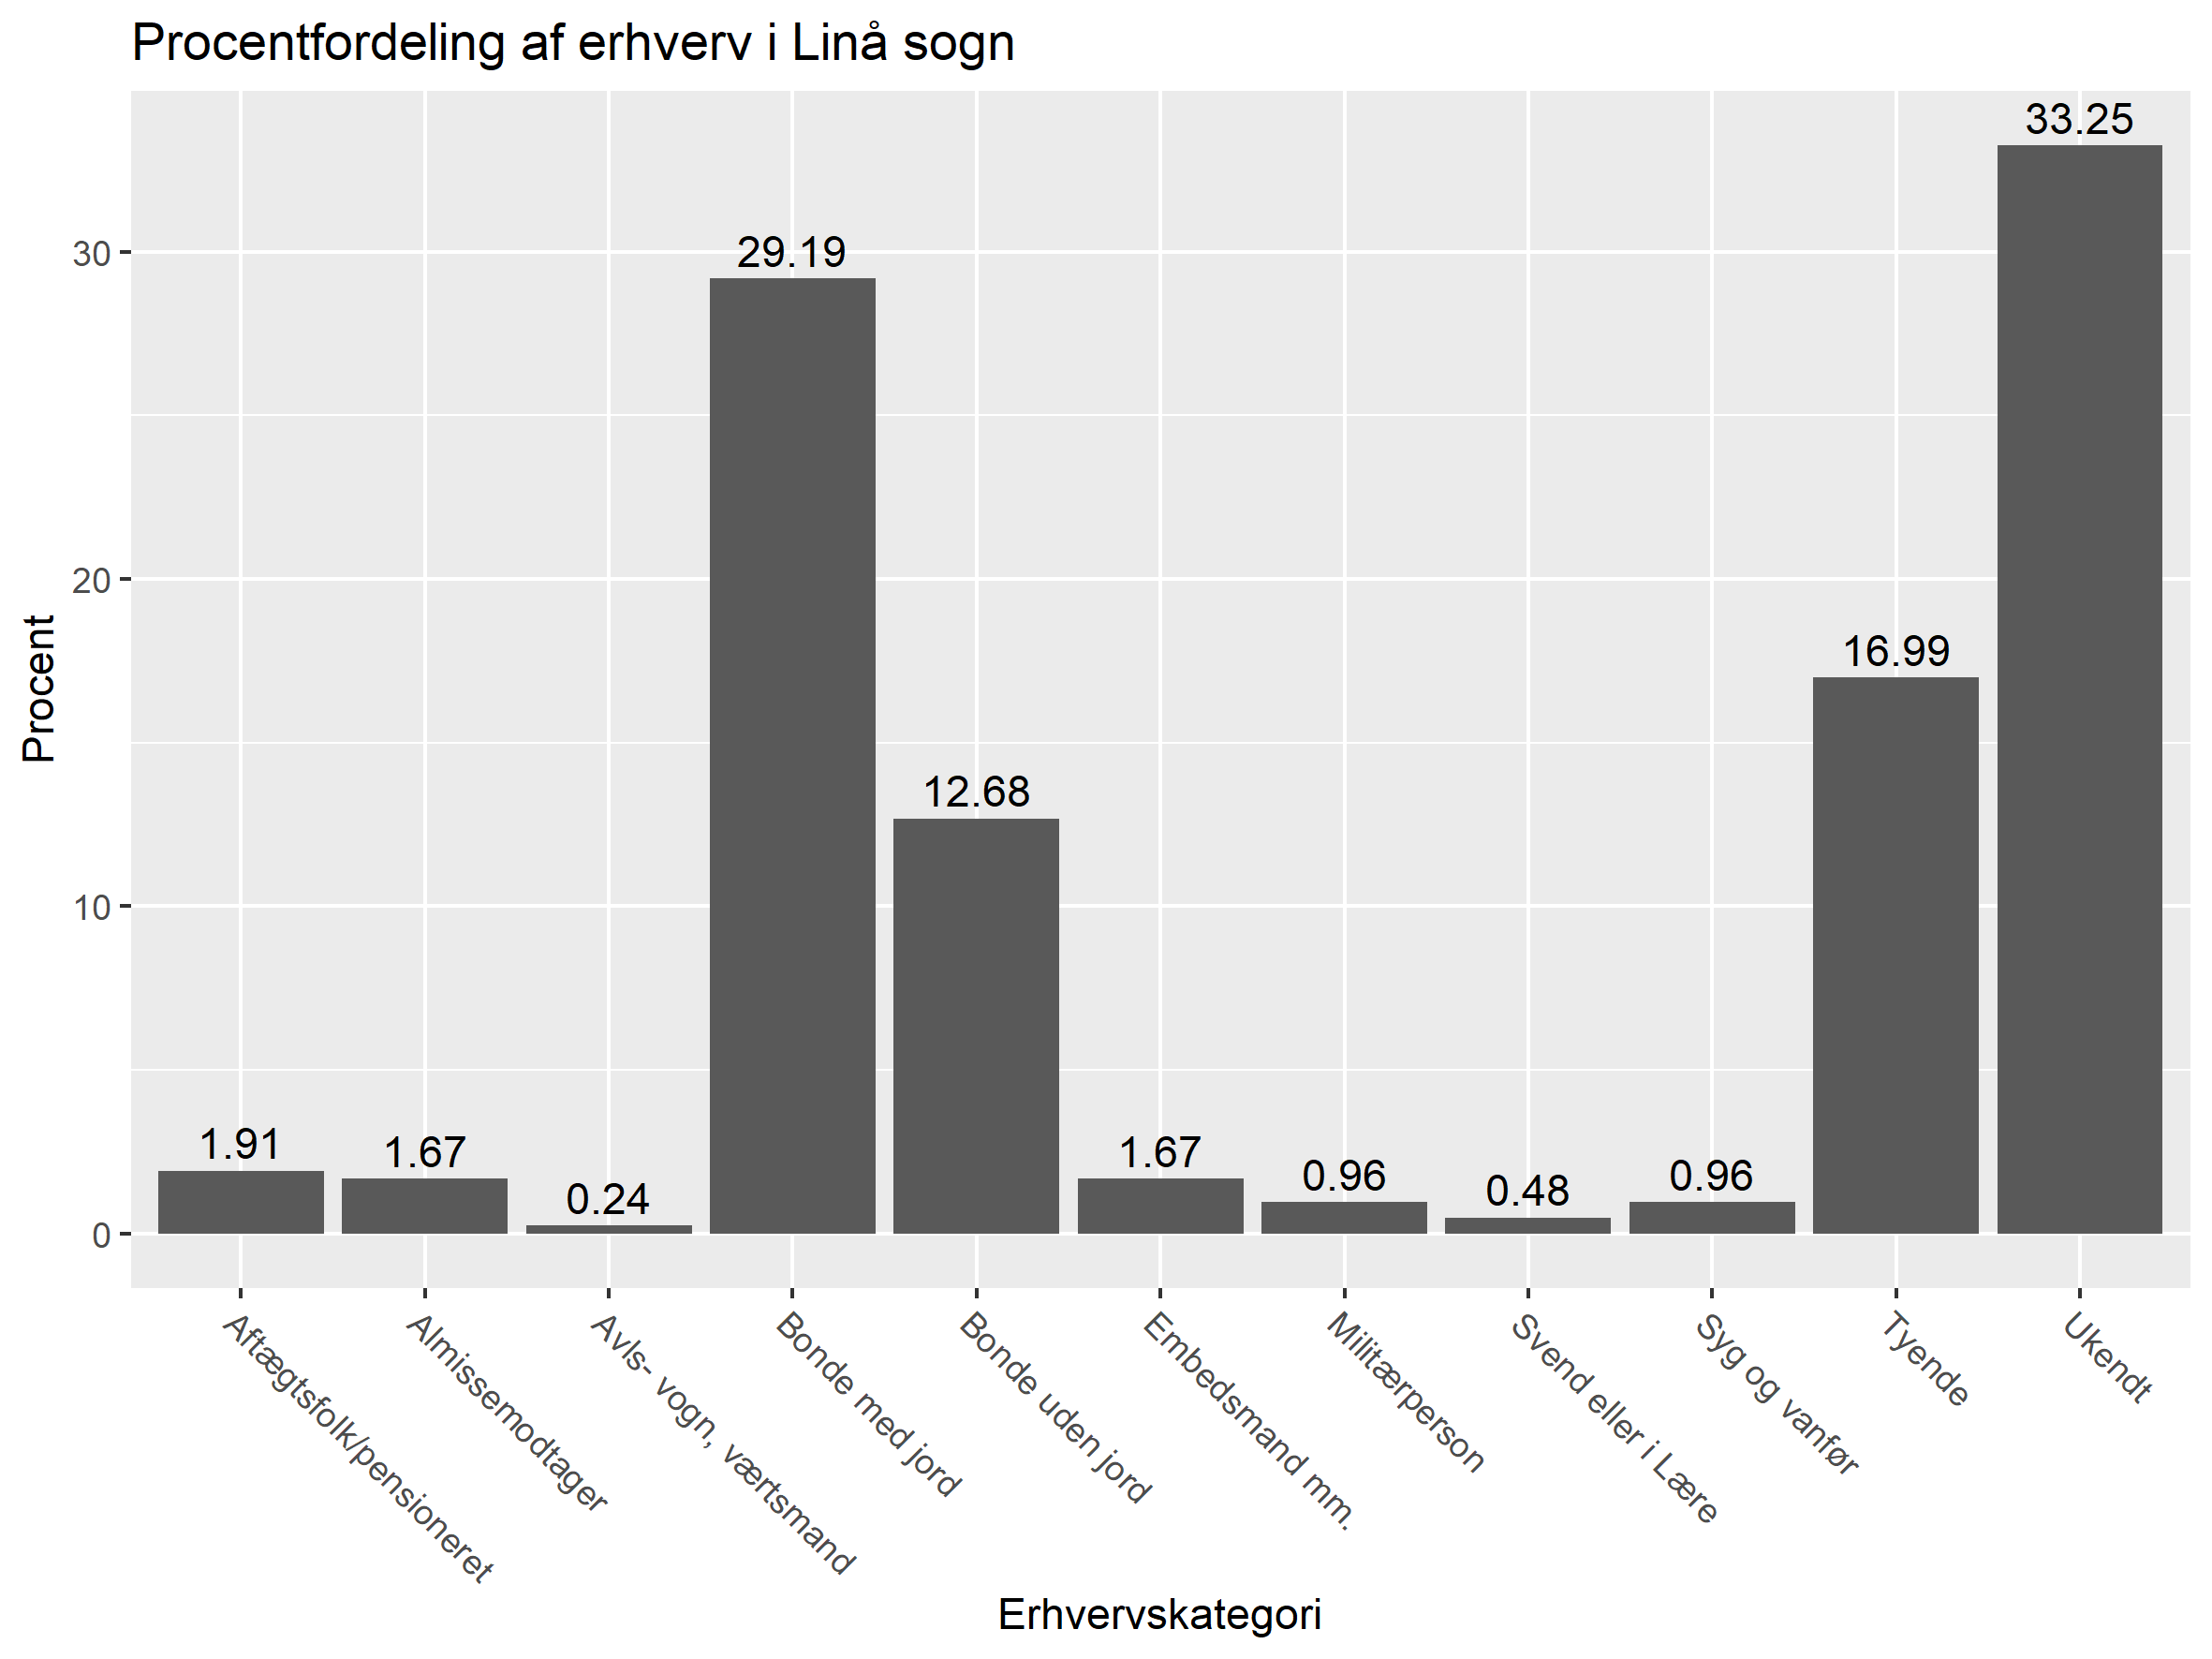 Procentfordeling af erhverv i Linå sogn
Procent
30
20
10
0
1.91
1.67
0.24
29.19
12.68
1.67
0.96
0.48
0.96
16.99
33.25
Aftægtsfolk/pensioneret
Almissemodtager
Avls- vogn, værtsmand
Bonde med jord
Bonde uden jord
Embedsmand mm.
Militærperson
Svend eller i Lære
Syg og vanfør
Tyende
Ukendt
Erhvervskategori